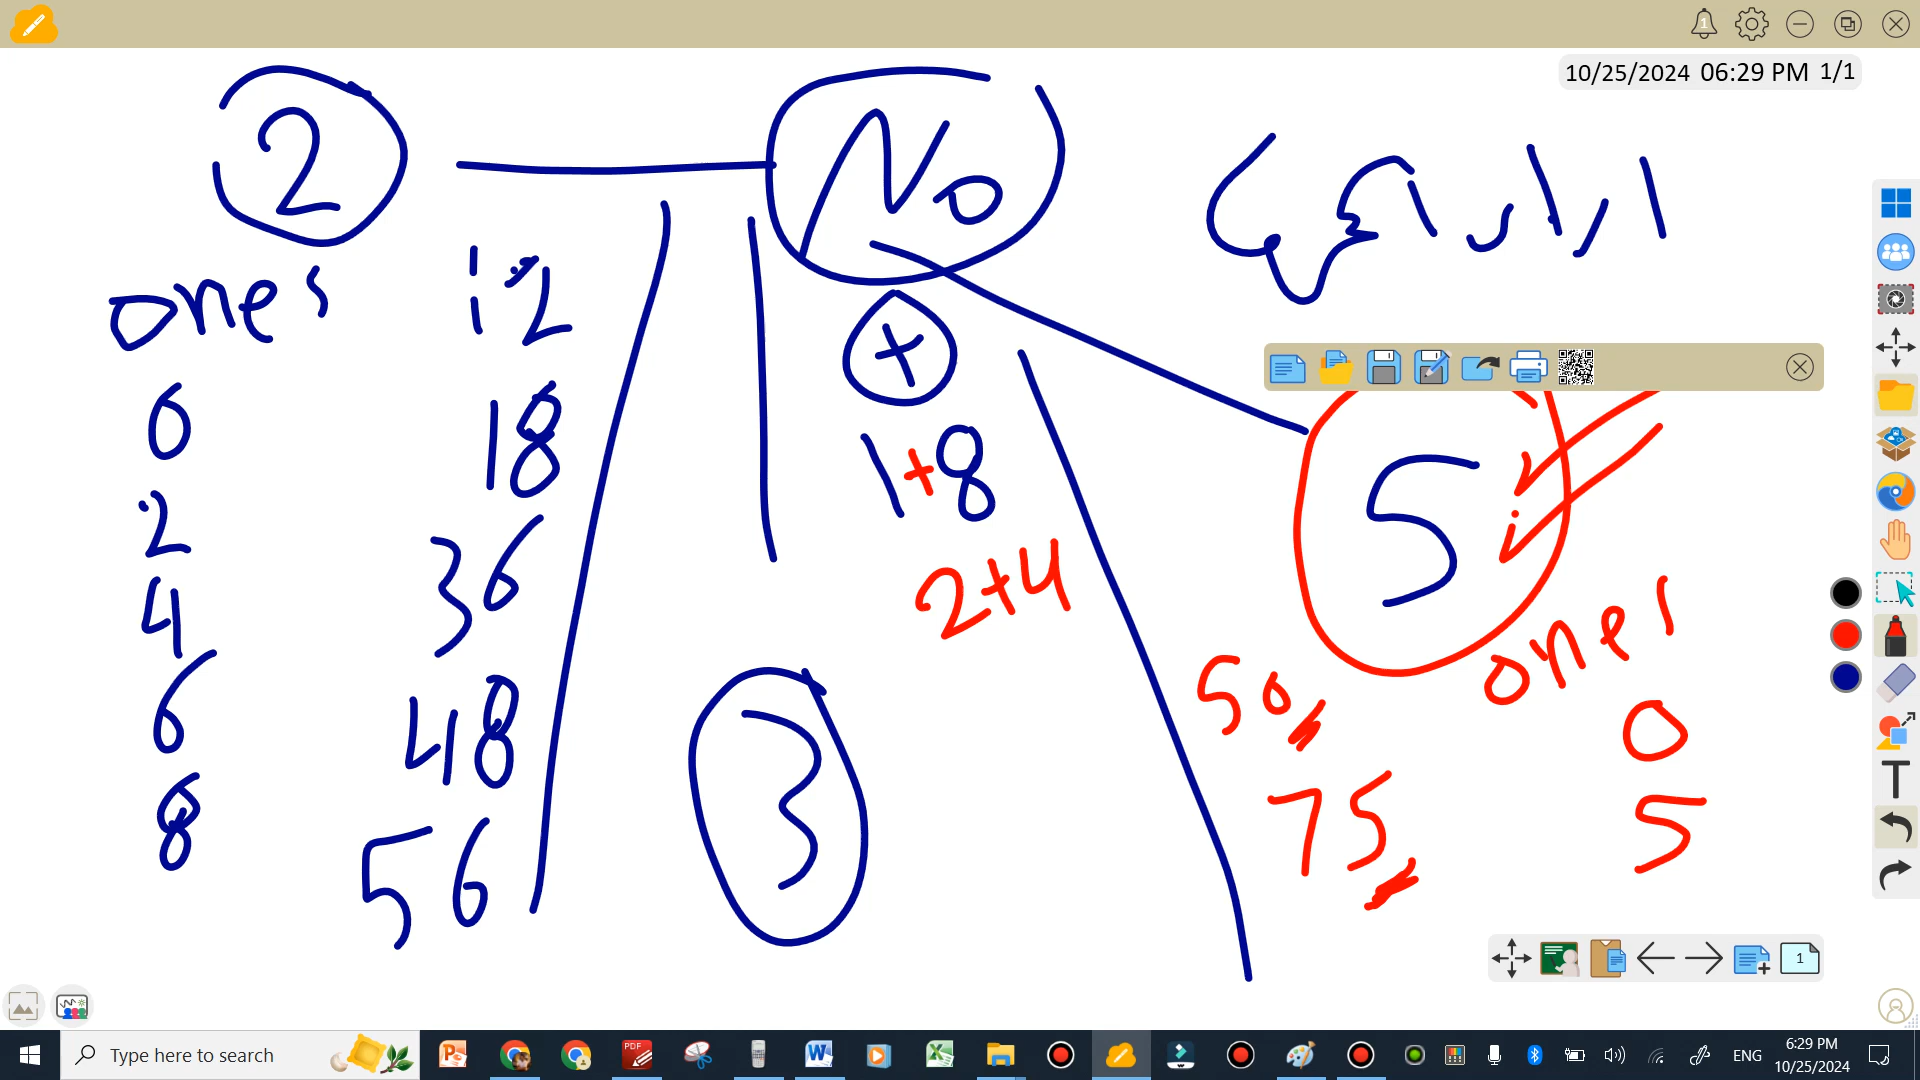 10/25/2024 06:29 PM 1/1
2
No
ones
12
0
18
+
1+8
2
36
5
4
2+4
ones
6
48
3
50
0
8
56
75
5
T
1
Type here to search
PDF
ENG
6:29 PM
10/25/2024